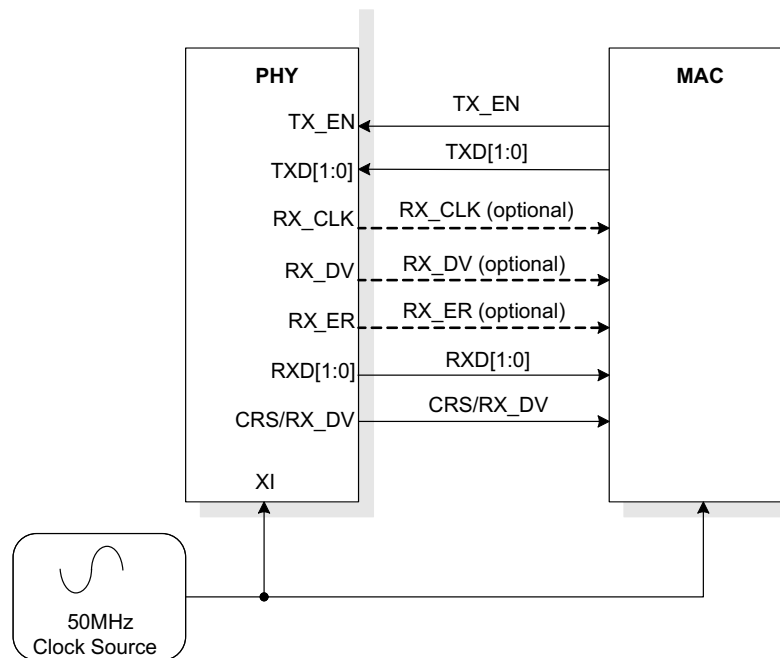 PHY
MAC
TX_EN
TX_EN
TXD[1:0]
TXD[1:0]
RX_CLK
RX_CLK (optional)
RX_DV
RX_DV (optional)
RX_ER
RX_ER (optional)
RXD[1:0]
RXD[1:0]
CRS/RX_DV
CRS/RX_DV
XI
50MHz
Clock Source